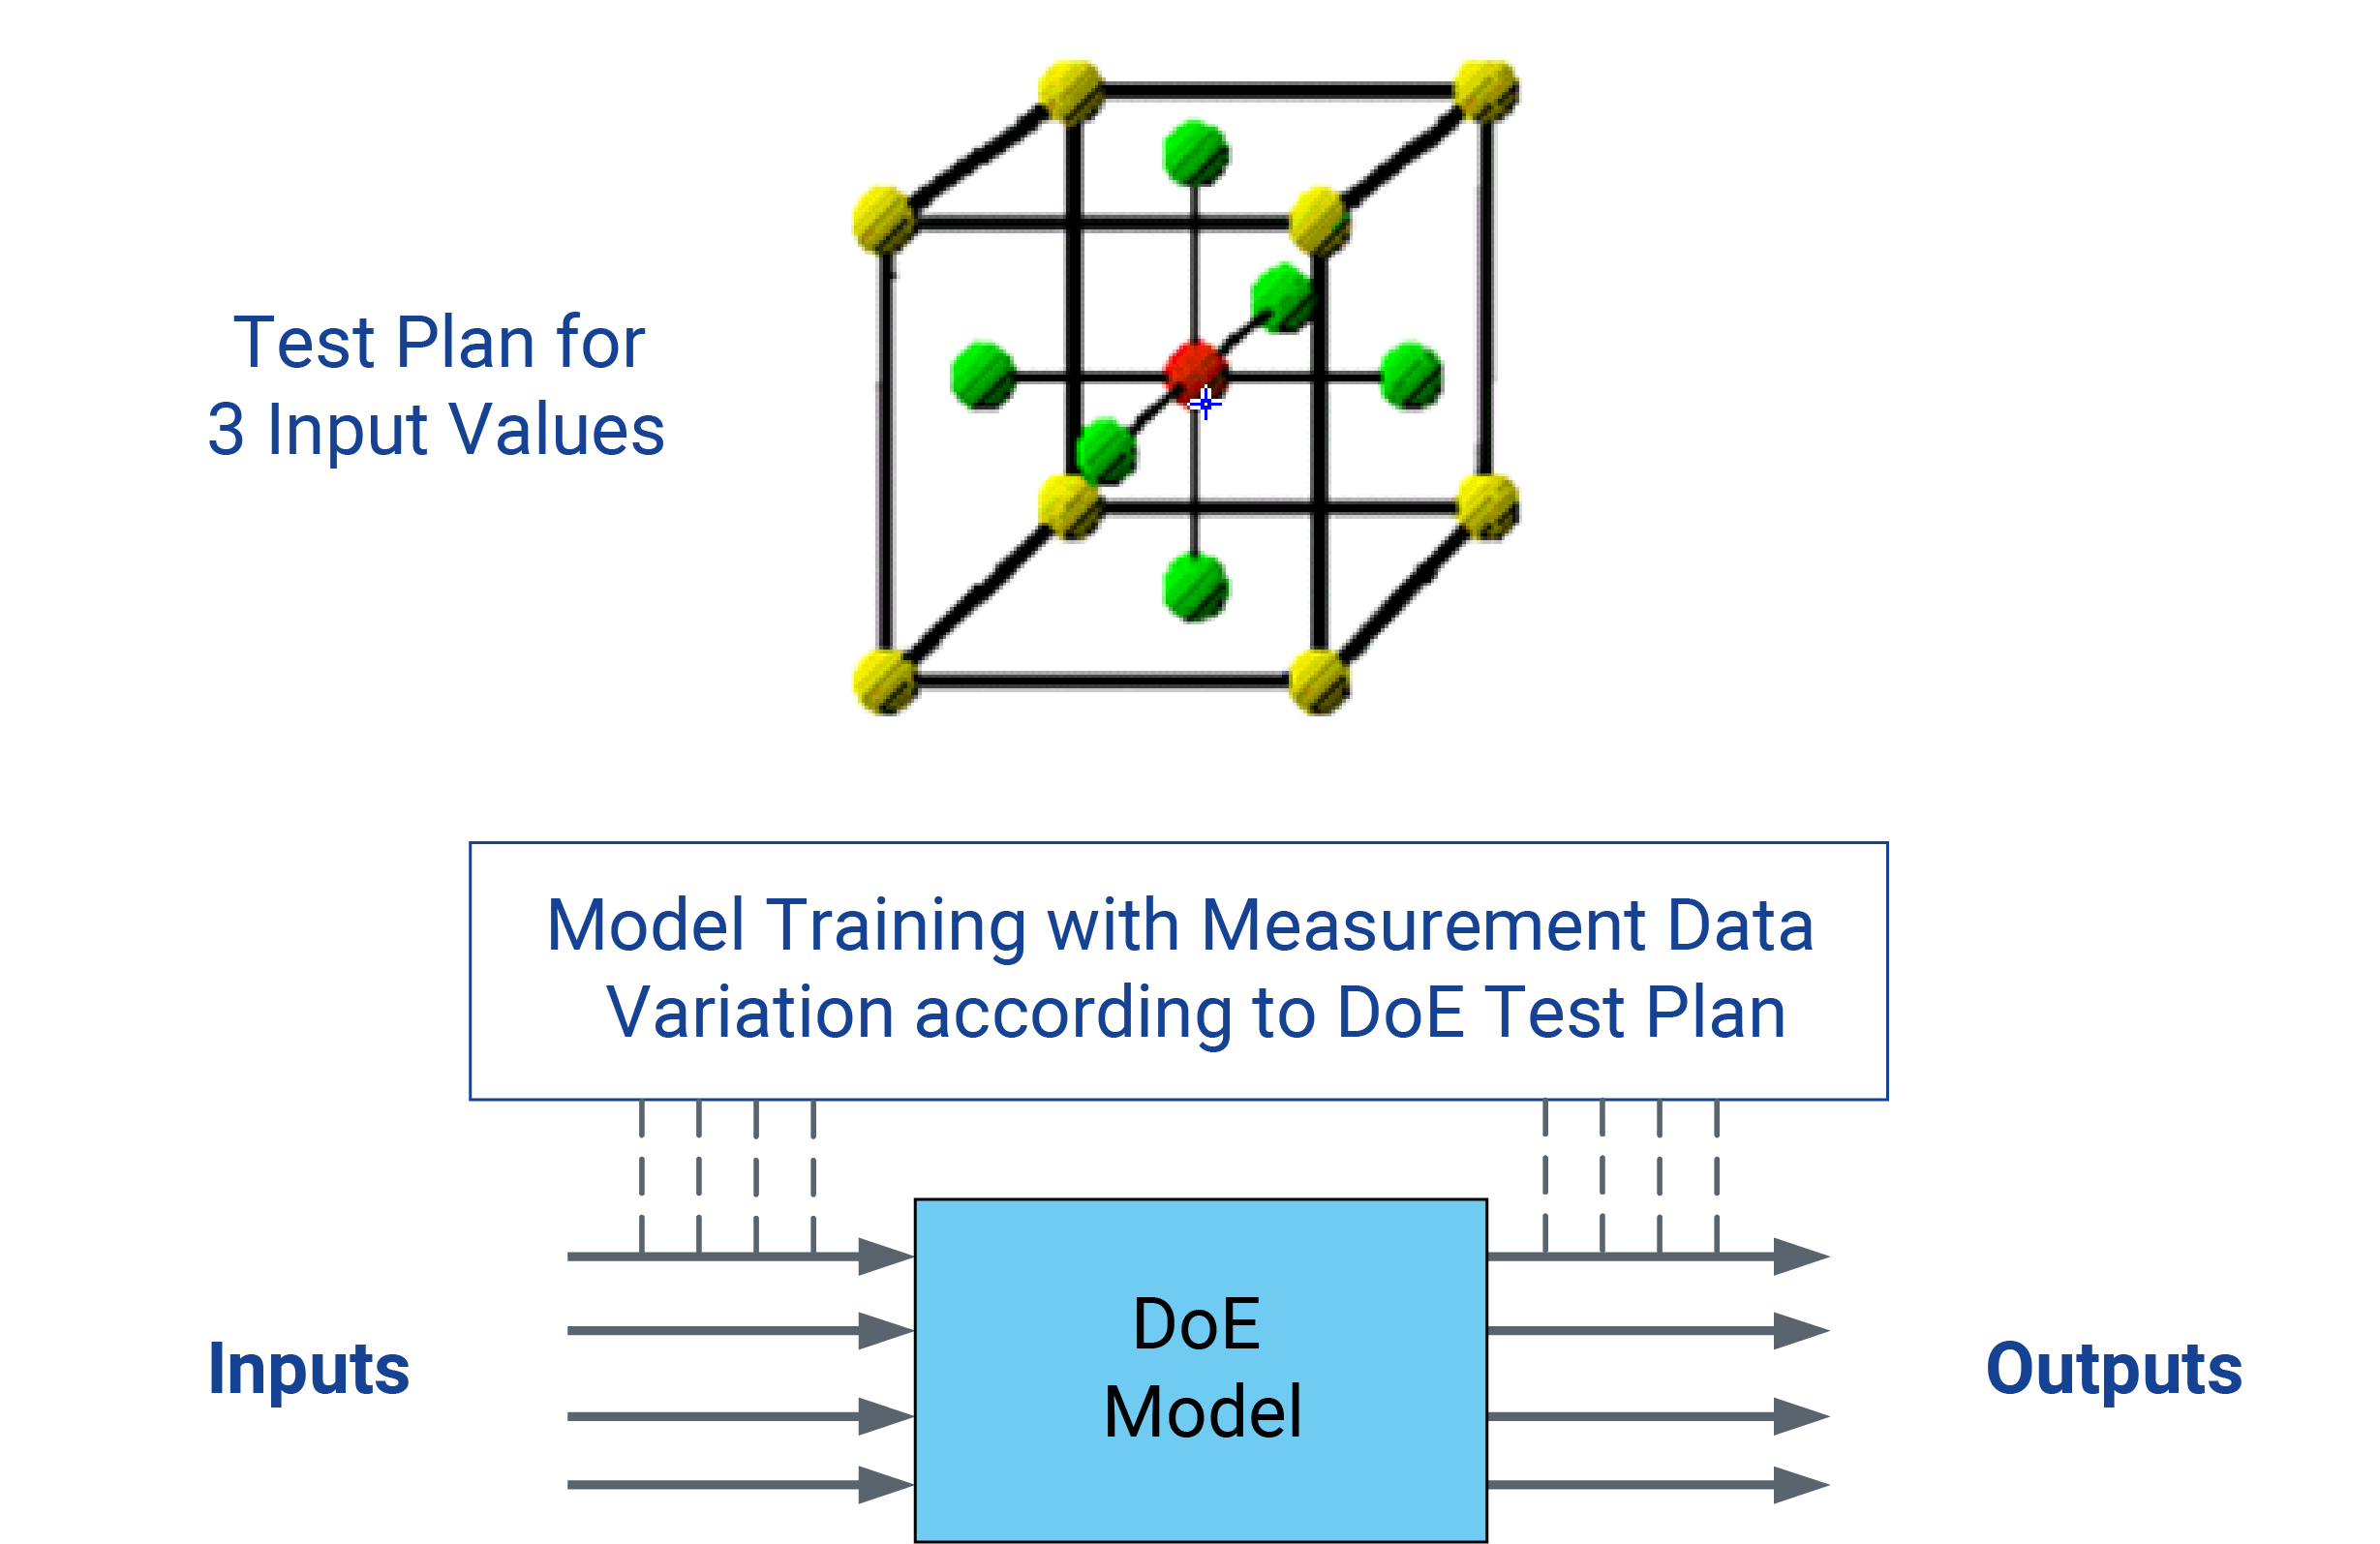 Test Plan for
3 Input Values
Model Training with Measurement Data
Variation according to DoE Test Plan
DoE
Model
Inputs
Outputs